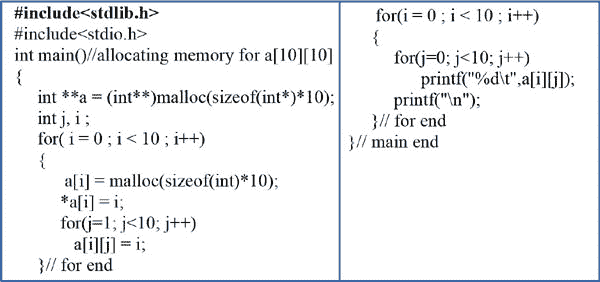 #include<stdlib.h>
#include<stdio.h>
int main()//allocating memory for a[10][10]
{
int **a = (int**)malloc(sizeof(int*)*10);
int j, i ;
for( i = 0 ; i < 10 ; i++)
{
a[i] = malloc(sizeof(int)*10);
*a[i] = i;
for(j=1; j<10; j++)
a[i][j] = i;
}// for end
for(i = 0 ; i < 10 ; i++)
{
for(j=0; j<10; j++)
printf("%d\t",a[i][j]);
printf("\n");
}// for end
}// main end